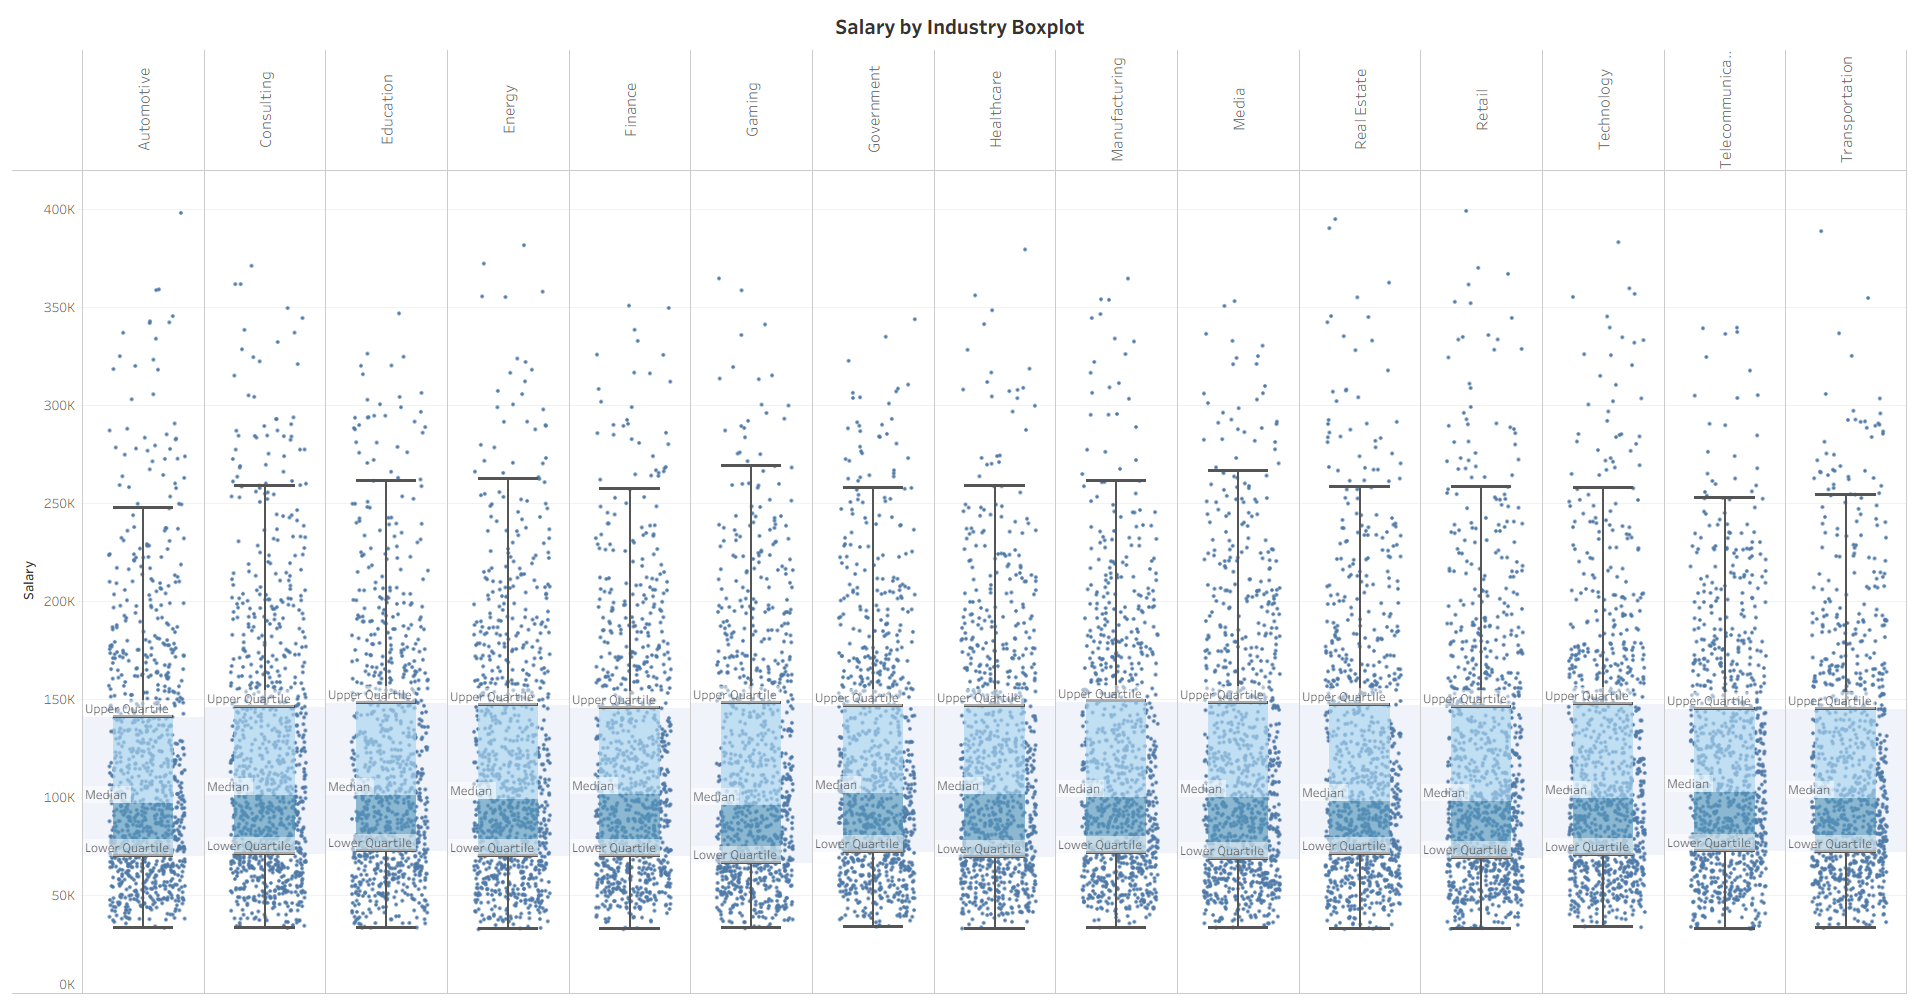 Salary by Industry Boxplot
Automotive
Consulting
Education
Energy
Finance
Gaming
Government
Healthcare
Manufacturing
Media
Real Estate
Retail
Technology
Telecommunica..
Transportation
Salary
400K
350K
300K
250K
200K
150K
100K
50K
0K
Upper Quartile
Median
Lower Quartile
Upper Quartile
Median
Lower Quartile
Upper Quartile
Median
Lower Quartile
Upper Quartile
Median
Lower Quartile
Upper Quartile
Median
Lower Quartile
Upper Quartile
Median
Lower Quartile
Upper Quartile
Median
Lower Quartile
Upper Quartile
Median
Lower Quartile
Upper Quartile
Median
Lower Quartile
Upper Quartile
Median
Lower Quartile
Upper Quartile
Median
Lower Quartile
Upper Quartile
Median
Lower Quartile
Upper Quartile
Median
Lower Quartile
Upper Quartile
Median
Lower Quartile
Upper Quartile
Median
Lower Quartile